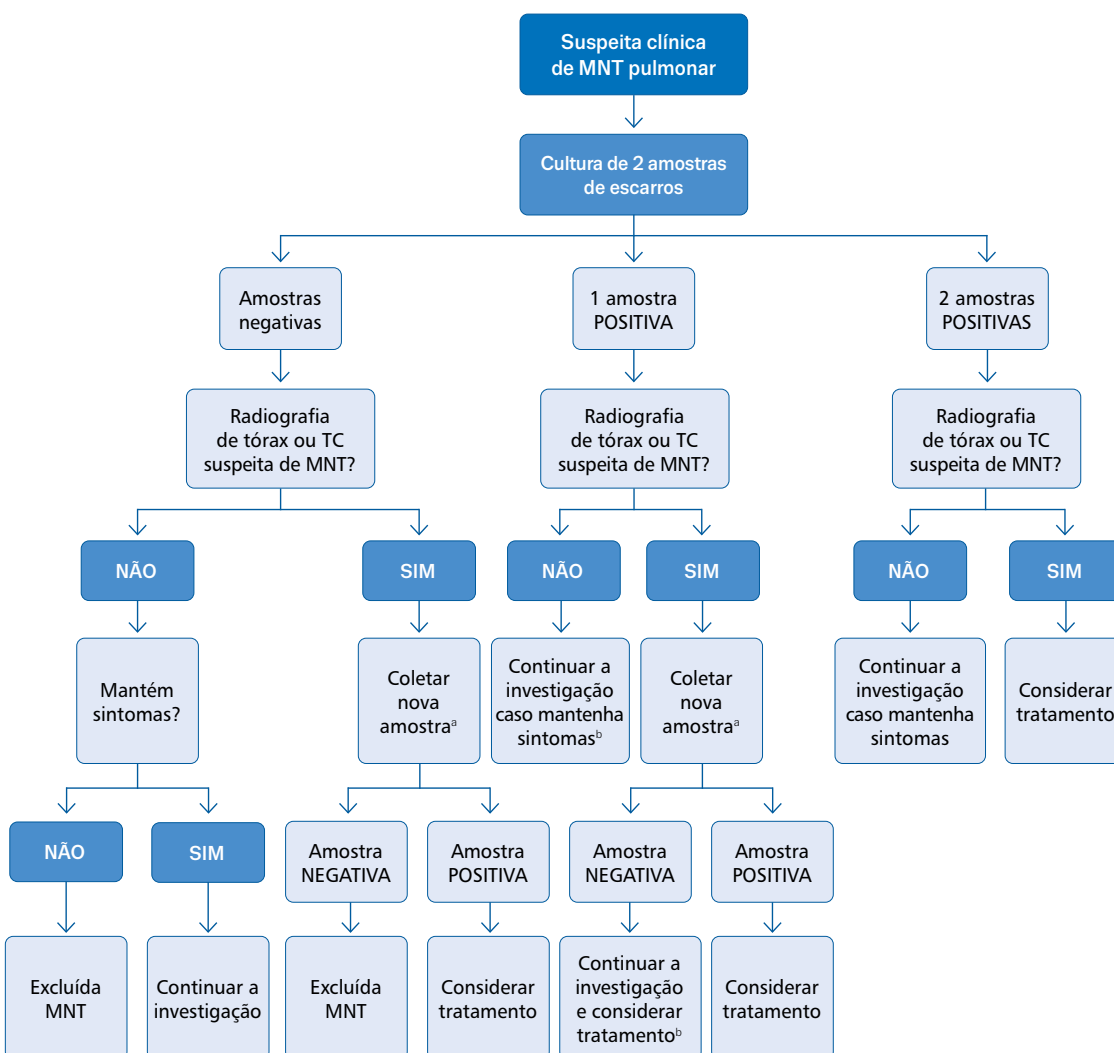 Suspeita clínica
de MNT pulmonar
Cultura de 2 amostras
de escarros
Amostras
negativas
1 amostra
POSITIVA
2 amostras
POSITIVAS
Radiografia
de tórax ou TC
suspeita de MNT?
Radiografia
de tórax ou TC
suspeita de MNT?
Radiografia
de tórax ou TC
suspeita de MNT?
NÃO
SIM
NÃO
SIM
NÃO
SIM
Mantém
sintomas?
Coletar
nova
amostraᵃ
Continuar a
investigação
caso mantenha
sintomasᵇ
Coletar
nova
amostraᵃ
Continuar a
investigação
caso mantenha
sintomas
Considerar
tratamento
NÃO
SIM
Amostra
NEGATIVA
Amostra
POSITIVA
Amostra
NEGATIVA
Amostra
POSITIVA
Excluída
MNT
Continuar a
investigação
Excluída
MNT
Considerar
tratamento
Continuar a
investigação
e considerar
tratamentoᵇ
Considerar
tratamento